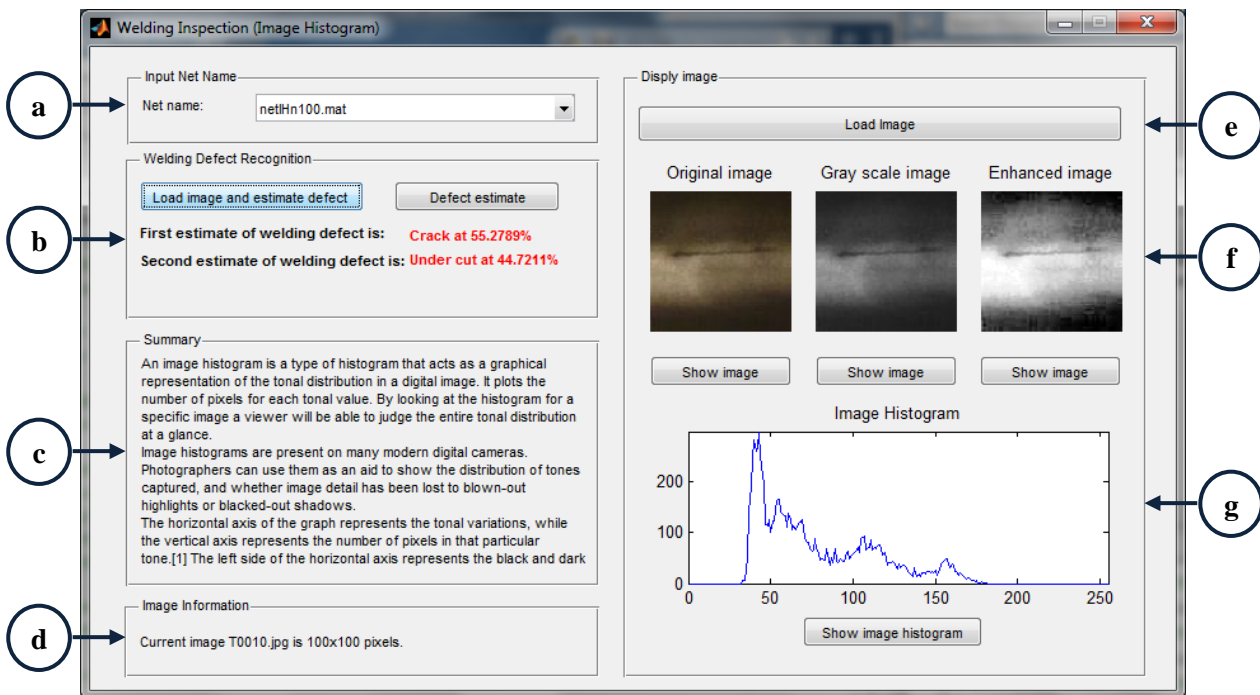 Welding Inspection (Image Histogram)
a
Input Net Name
Net name:
netIHn100.mat
b
Welding Defect Recognition
Load image and estimate defect
Defect estimate
First estimate of welding defect is:
Crack at 55.2789%
Second estimate of welding defect is:
Under cut at 44.7211%
c
Summary
An image histogram is a type of histogram that acts as a graphical
representation of the tonal distribution in a digital image. It plots the
number of pixels for each tonal value. By looking at the histogram for a
specific image a viewer will be able to judge the entire tonal distribution
at a glance.
Image histograms are present on many modern digital cameras.
Photographers can use them as an aid to show the distribution of tones
captured, and whether image detail has been lost to blown-out
highlights or blacked-out shadows.
The horizontal axis of the graph represents the tonal variations, while
the vertical axis represents the number of pixels in that particular
tone.[1] The left side of the horizontal axis represents the black and dark
d
Image Information
Current image T0010.jpg is 100x100 pixels.
Disply image
Load Image
e
Original image
Gray scale image
Enhanced image
f
Show image
Show image
Show image
Image Histogram
g
200
100
0
0
50
100
150
200
250
Show image histogram